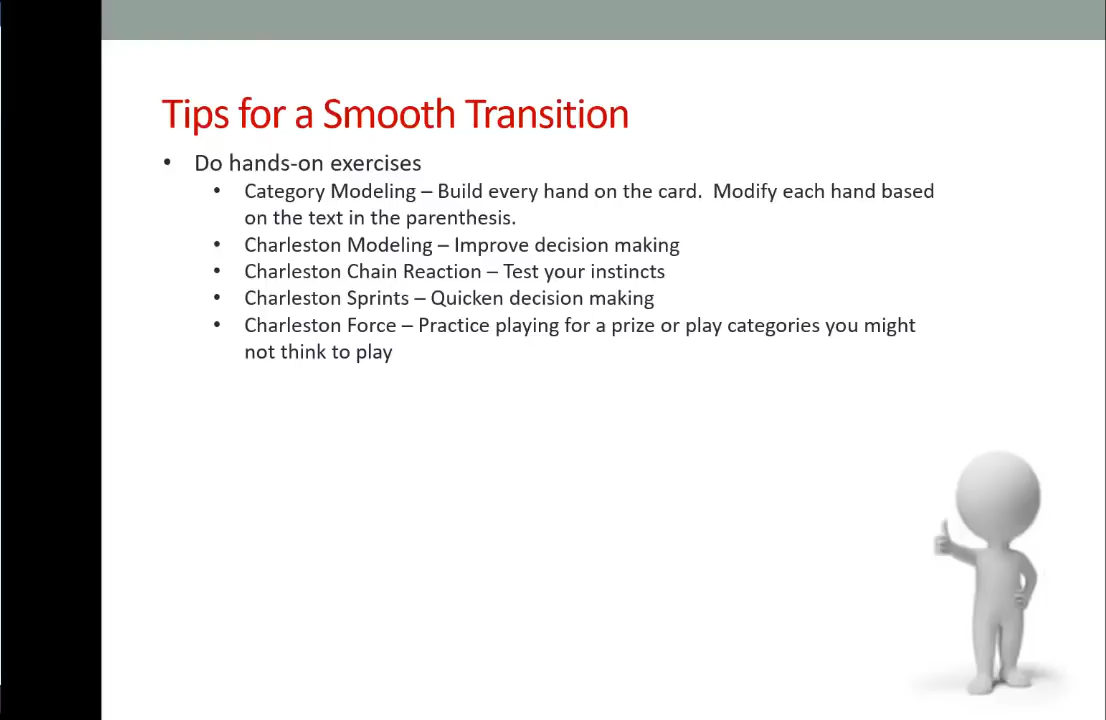 Tips for a Smooth Transition
• Do hands-on exercises
• Category Modeling – Build every hand on the card.  Modify each hand based
on the text in the parenthesis.
• Charleston Modeling – Improve decision making
• Charleston Chain Reaction – Test your instincts
• Charleston Sprints – Quicken decision making
• Charleston Force – Practice playing for a prize or play categories you might
not think to play